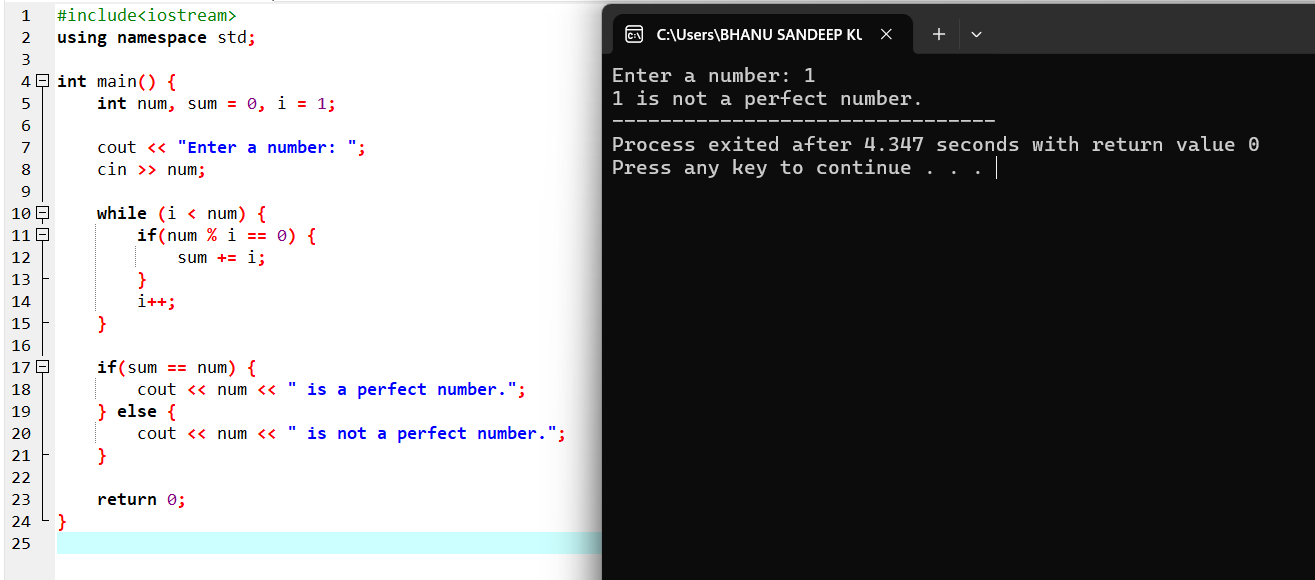 1 #include<iostream>
2 using namespace std;
3
4 int main() {
5     int num, sum = 0, i = 1;
6
7     cout << "Enter a number: ";
8     cin >> num;
9
10     while (i < num) {
11         if(num % i == 0) {
12             sum += i;
13         }
14         i++;
15     }
16
17     if(sum == num) {
18         cout << num << " is a perfect number.";
19     } else {
20         cout << num << " is not a perfect number.";
21     }
22
23     return 0;
24 }
25
C:\Users\BHANU SANDEEP KU
Enter a number: 1
1 is not a perfect number.
--------------------------------
Process exited after 4.347 seconds with return value 0
Press any key to continue . . .